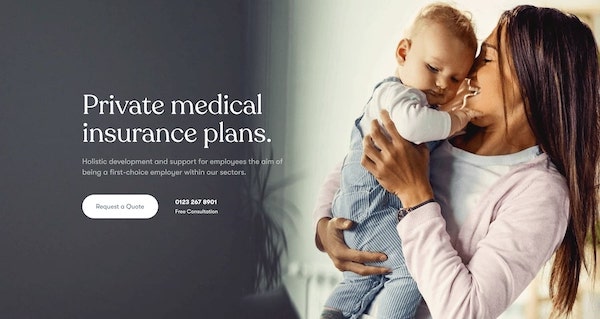 Private medical
insurance plans.
Holistic development and support for employees the aim of
being a first-choice employer within our sectors.
Request a Quote
0123 267 8901
Free Consultation